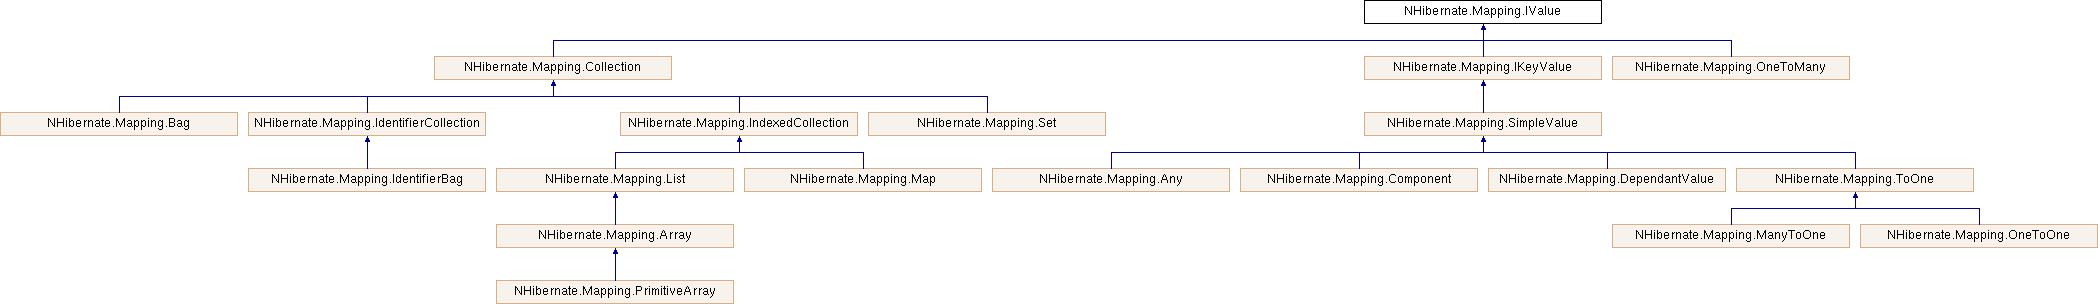 NHibernate.Mapping.IValue
NHibernate.Mapping.Collection
NHibernate.Mapping.IKeyValue
NHibernate.Mapping.OneToMany
NHibernate.Mapping.Bag
NHibernate.Mapping.IdentifierCollection
NHibernate.Mapping.IndexedCollection
NHibernate.Mapping.Set
NHibernate.Mapping.SimpleValue
NHibernate.Mapping.IdentifierBag
NHibernate.Mapping.List
NHibernate.Mapping.Map
NHibernate.Mapping.Any
NHibernate.Mapping.Component
NHibernate.Mapping.DependantValue
NHibernate.Mapping.ToOne
NHibernate.Mapping.Array
NHibernate.Mapping.ManyToOne
NHibernate.Mapping.OneToOne
NHibernate.Mapping.PrimitiveArray